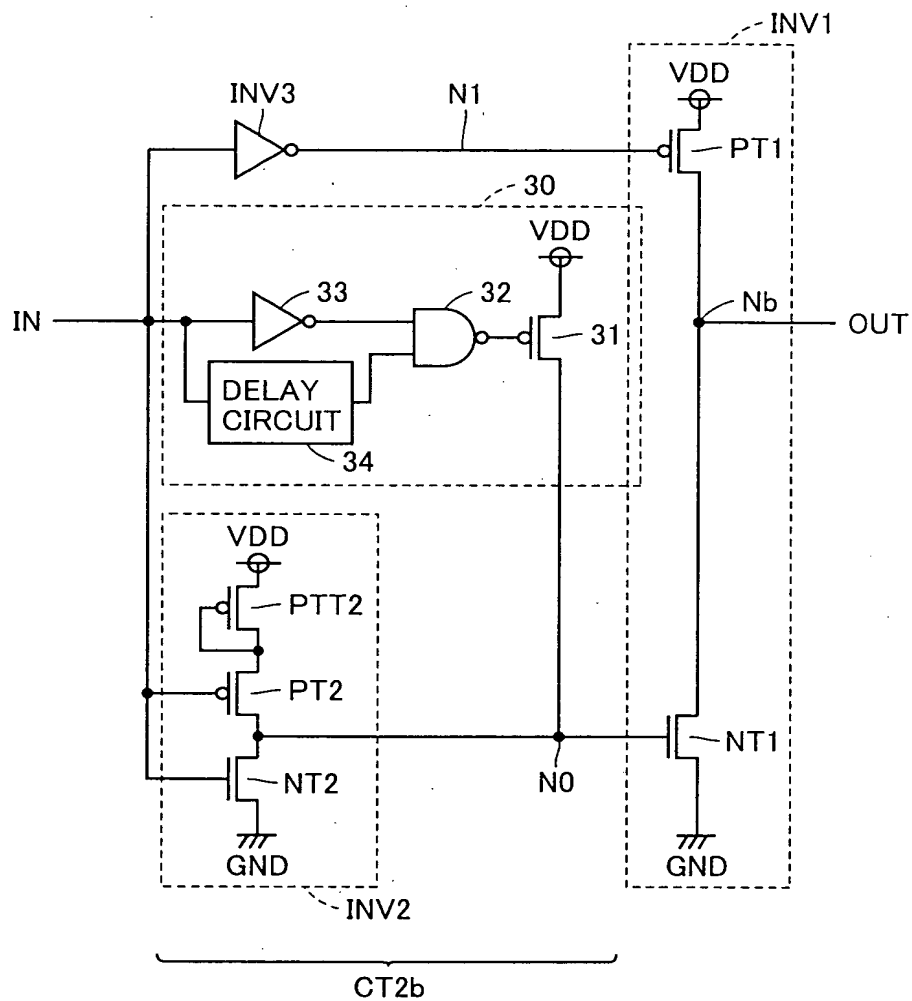 INV1
VDD
INV3
N1
PT1
30
VDD
33
32
Nb
IN
OUT
31
DELAY
CIRCUIT
34
VDD
PTT2
PT2
NT1
NT2
N0
GND
GND
INV2
CT2b